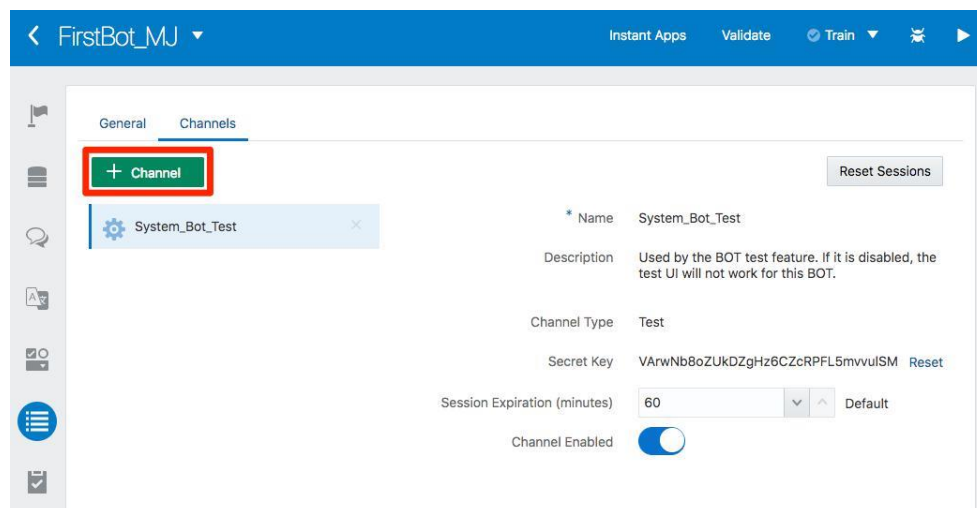 FirstBot_MJ
Instant Apps Validate Train
General Channels
+ Channel
Reset Sessions
System_Bot_Test
* Name System_Bot_Test
Description Used by the BOT test feature. If it is disabled, the
test UI will not work for this BOT.
Channel Type Test
Secret Key VArwNb8oZUkDZgHz6CZcRPFL5mvvulSM Reset
Session Expiration (minutes) 60 Default
Channel Enabled